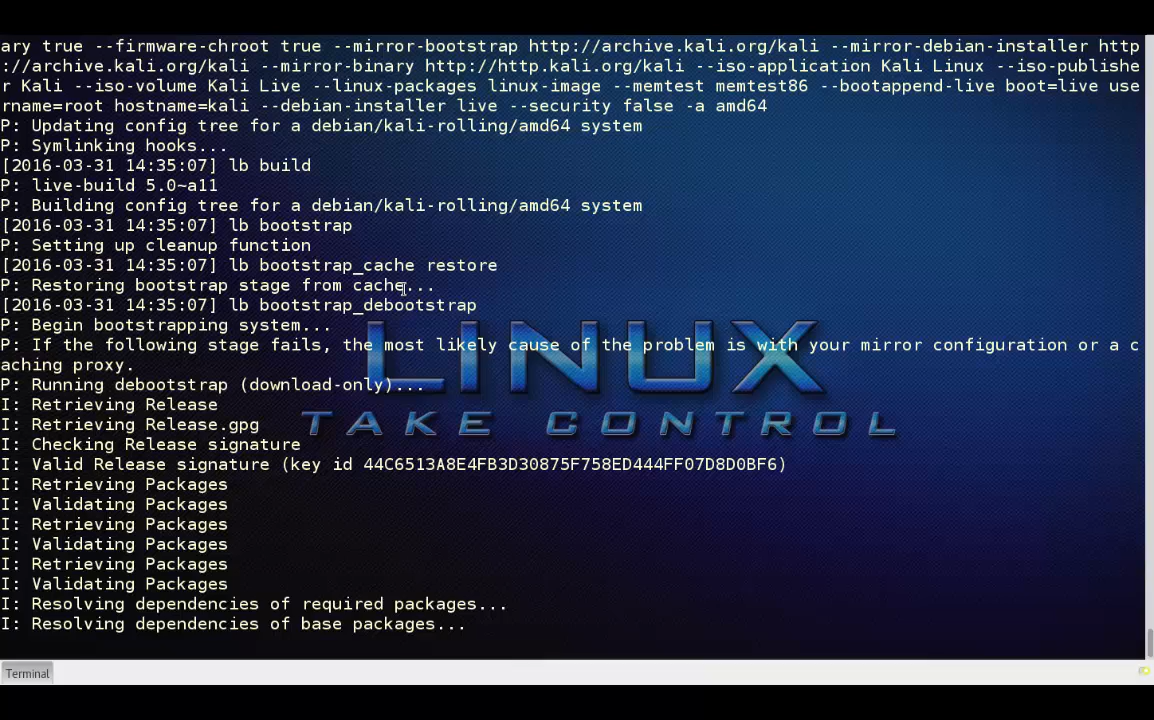 ary true --firmware-chroot true --mirror-bootstrap http://archive.kali.org/kali --mirror-debian-installer http
://archive.kali.org/kali --mirror-binary http://http.kali.org/kali --iso-application Kali Linux --iso-publishe
r Kali --iso-volume Kali Live --linux-packages linux-image --memtest memtest86 --bootappend-live boot=live use
rname=root hostname=kali --debian-installer live --security false -a amd64
P: Updating config tree for a debian/kali-rolling/amd64 system
P: Symlinking hooks...
[2016-03-31 14:35:07] lb build
P: live-build 5.0~a11
P: Building config tree for a debian/kali-rolling/amd64 system
[2016-03-31 14:35:07] lb bootstrap
P: Setting up cleanup function
[2016-03-31 14:35:07] lb bootstrap_cache restore
P: Restoring bootstrap stage from cache...
[2016-03-31 14:35:07] lb bootstrap_debootstrap
P: Begin bootstrapping system...
P: If the following stage fails, the most likely cause of the problem is with your mirror configuration or a c
aching proxy.
P: Running debootstrap (download-only)...
I: Retrieving Release
I: Retrieving Release.gpg
I: Checking Release signature
I: Valid Release signature (key id 44C6513A8E4FB3D30875F758ED444FF07D8D0BF6)
I: Retrieving Packages
I: Validating Packages
I: Retrieving Packages
I: Validating Packages
I: Retrieving Packages
I: Validating Packages
I: Resolving dependencies of required packages...
I: Resolving dependencies of base packages...
LINUX
TAKE CONTROL
Terminal